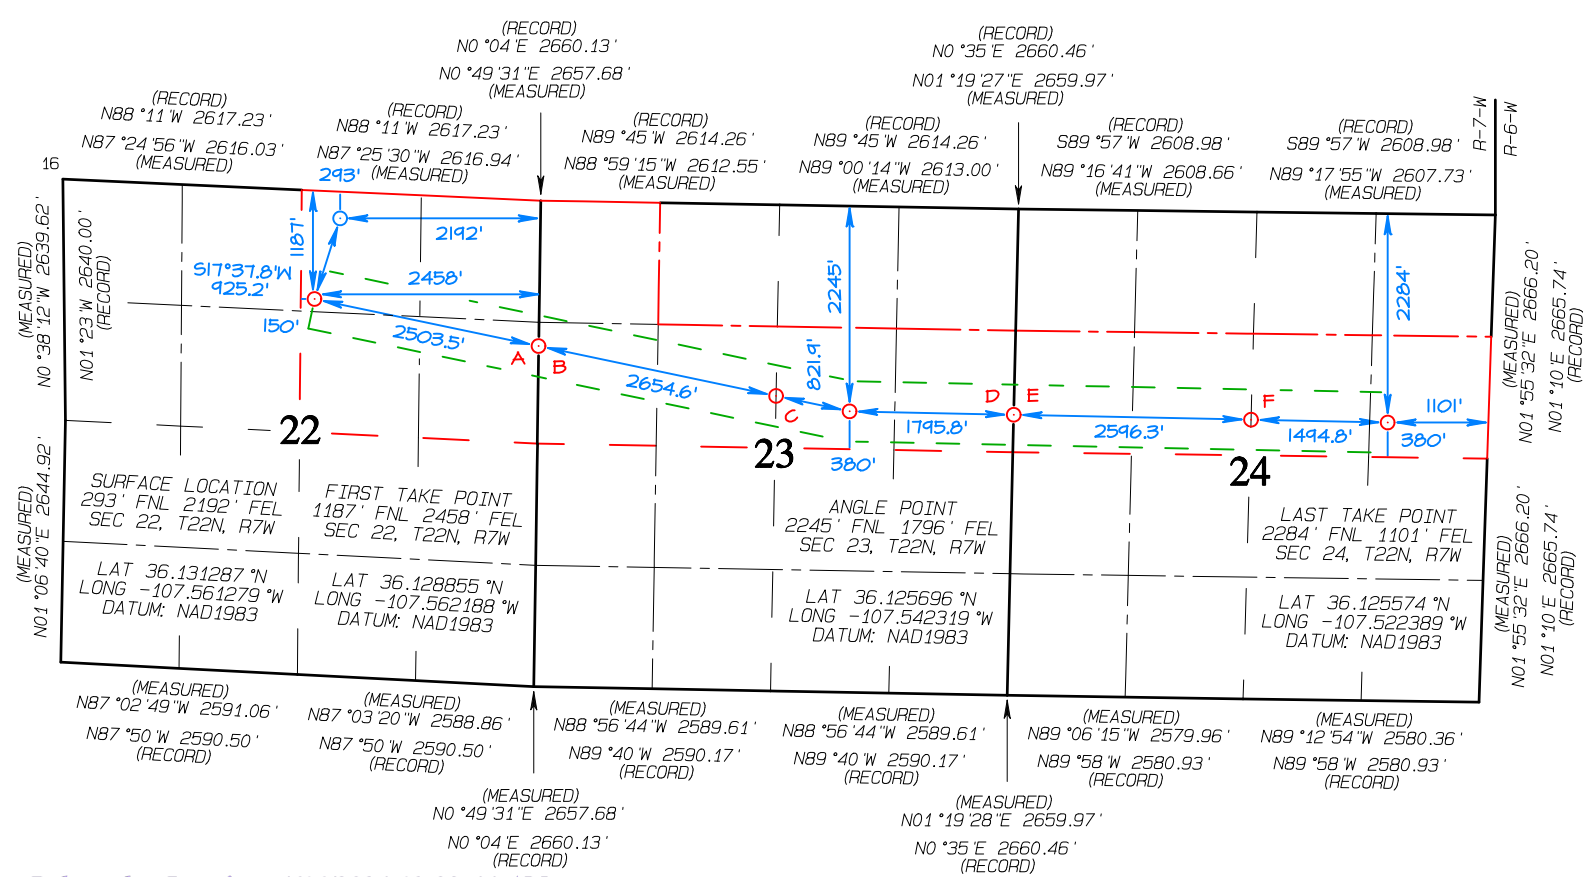 (RECORD)
N0°04'E 2660.13'
N0°49'31"E 2657.68'
(MEASURED)
(RECORD)
N0°35'E 2660.46'
N01°19'27"E 2659.97'
(MEASURED)
(RECORD)
N88°11'W 2617.23'
N87°24'56"W 2616.03'
(MEASURED)
(RECORD)
N88°11'W 2617.23'
N87°25'30"W 2616.94'
(MEASURED)
(RECORD)
N89°45'W 2614.26'
N88°59'15"W 2612.55'
(MEASURED)
(RECORD)
N89°45'W 2614.26'
N89°00'14"W 2613.00'
(MEASURED)
(RECORD)
S89°57'W 2608.98'
N89°16'41"W 2608.66'
(MEASURED)
(RECORD)
S89°57'W 2608.98'
N89°17'55"W 2607.73'
(MEASURED)
R-7-W
R-6-W
16
(MEASURED)
N0°38'12"W 2639.62'
N01°23'W 2640.00'
(RECORD)
293'
1187'
2192'
S17°37.8'W
925.2'
2458'
150'
2503.5'
A
B
2654.6'
C
821.9'
2245'
380'
1795.8'
D
E
2596.3'
F
1494.8'
2284'
1101'
380'
(MEASURED)
N01°55'32"E 2666.20'
N01°10'E 2665.74'
(RECORD)
22
23
24
(MEASURED)
N01°06'40"E 2644.92'
SURFACE LOCATION
293' FNL 2192' FEL
SEC 22, T22N, R7W
LAT 36.131287°N
LONG -107.561279°W
DATUM: NAD1983
FIRST TAKE POINT
1187' FNL 2458' FEL
SEC 22, T22N, R7W
LAT 36.128855°N
LONG -107.562188°W
DATUM: NAD1983
ANGLE POINT
2245' FNL 1796' FEL
SEC 23, T22N, R7W
LAT 36.125696°N
LONG -107.542319°W
DATUM: NAD1983
LAST TAKE POINT
2284' FNL 1101' FEL
SEC 24, T22N, R7W
LAT 36.125574°N
LONG -107.522389°W
DATUM: NAD1983
(MEASURED)
N01°55'32"E 2666.20'
N01°10'E 2665.74'
(RECORD)
(MEASURED)
N87°02'49"W 2591.06'
N87°50'W 2590.50'
(RECORD)
(MEASURED)
N87°03'20"W 2588.86'
N87°50'W 2590.50'
(RECORD)
(MEASURED)
N88°56'44"W 2589.61'
N89°40'W 2590.17'
(RECORD)
(MEASURED)
N88°56'44"W 2589.61'
N89°40'W 2590.17'
(RECORD)
(MEASURED)
N89°06'15"W 2579.96'
N89°58'W 2580.93'
(RECORD)
(MEASURED)
N89°12'54"W 2580.36'
N89°58'W 2580.93'
(RECORD)
(MEASURED)
N0°49'31"E 2657.68'
N0°04'E 2660.13'
(RECORD)
(MEASURED)
N01°19'28"E 2659.97'
N0°35'E 2660.46'
(RECORD)